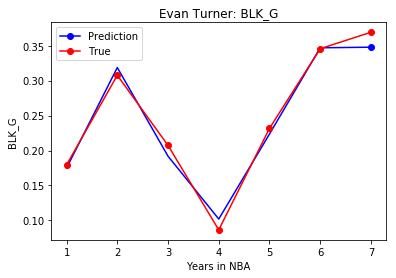 Evan Turner: BLK_G
Prediction
True
0.35
0.30
0.25
0.20
0.15
0.10
BLK_G
1 2 3 4 5 6 7
Years in NBA